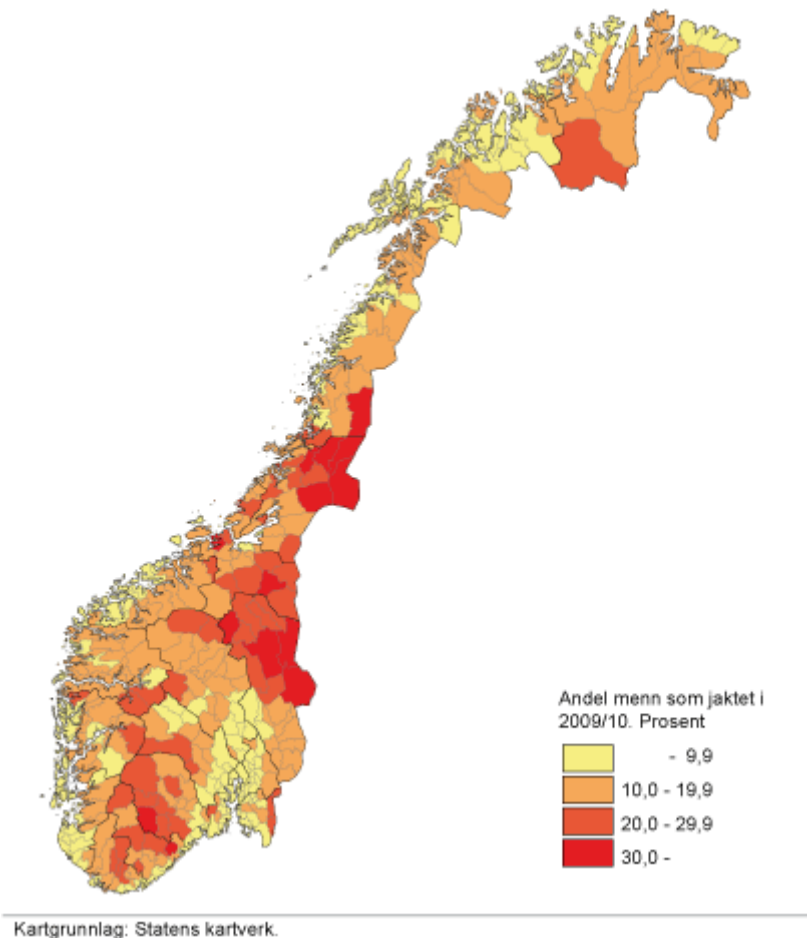 Andel menn som jaktet i
2009/10. Prosent
- 9,9
10,0 - 19,9
20,0 - 29,9
30,0 -
Kartgrunnlag: Statens kartverk.